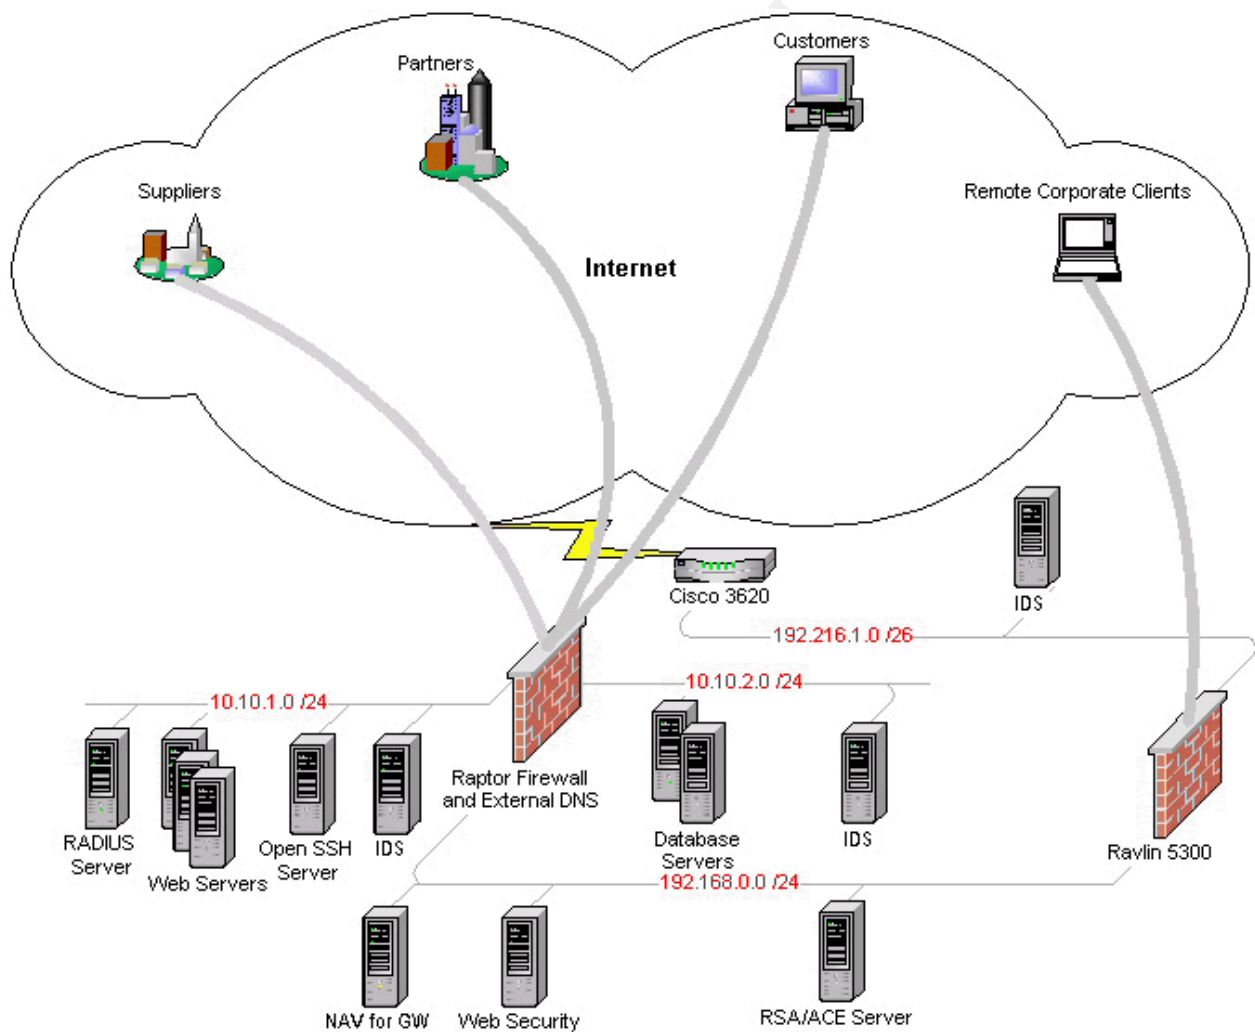 Customers
Partners
Suppliers
Remote Corporate Clients
Internet
Cisco 3620
IDS
192.216.1.0 /26
10.10.1.0 /24
10.10.2.0 /24
Raptor Firewall
and External DNS
RADIUS
Server
Web Servers
Open SSH
Server
IDS
Database
Servers
IDS
Ravlin 5300
192.168.0.0 /24
NAV for GW
Web Security
RSA/ACE Server